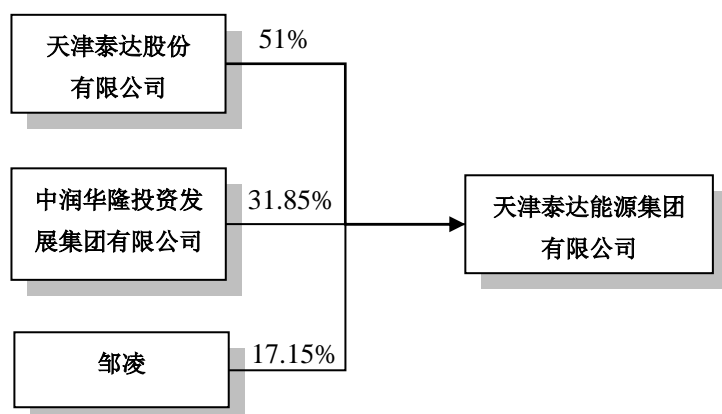 天津泰达股份
有限公司
51%
中润华隆投资发
展集团有限公司
31.85%
邹凌
17.15%
天津泰达能源集团
有限公司